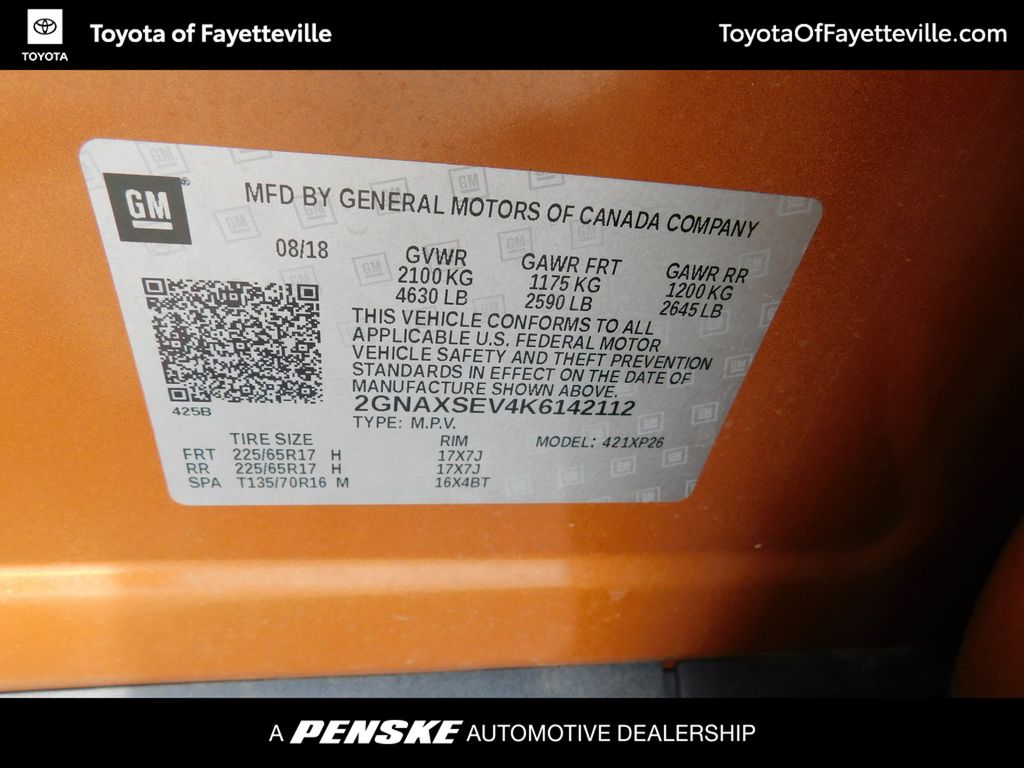 TOYOTA
Toyota of Fayetteville
ToyotaOfFayetteville.com
GM
MFD BY GENERAL MOTORS OF CANADA COMPANY
08/18
GVWR GAWR FRT GAWR RR
2100 KG 1175 KG 1200 KG
4630 LB 2590 LB 2645 LB
THIS VEHICLE CONFORMS TO ALL
APPLICABLE U.S. FEDERAL MOTOR
VEHICLE SAFETY AND THEFT PREVENTION
STANDARDS IN EFFECT ON THE DATE OF
MANUFACTURE SHOWN ABOVE.
425B
2GNAXSEV4K6142112
TYPE: M.P.V.
TIRE SIZE RIM MODEL: 421XP26
FRT 225/65R17 H 17X7J
RR 225/65R17 H 17X7J
SPA T135/70R16 M 16X4BT
A PENSKE AUTOMOTIVE DEALERSHIP